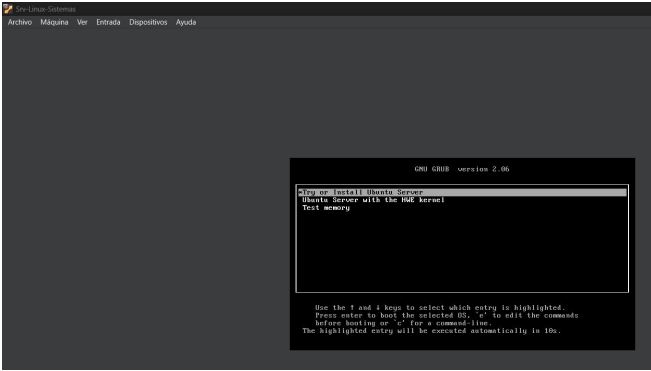 Srv-Linux-Sistemas
Archivo Máquina Ver Entrada Dispositivos Ayuda
GNU GRUB version 2.06
*Try or Install Ubuntu Server
Ubuntu Server with the HWE kernel
Test memory
Use the ↑ and ↓ keys to select which entry is highlighted.
Press enter to boot the selected OS, `e' to edit the commands
before booting or `c' for a command-line.
The highlighted entry will be executed automatically in 10s.